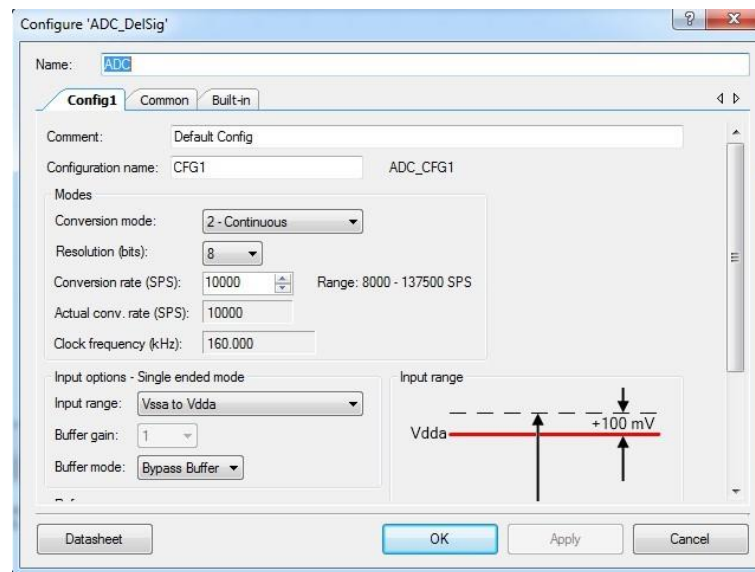 Configure 'ADC_DelSig'
Name: ADC
Config1 Common Built-in
Comment: Default Config
Configuration name: CFG1 ADC_CFG1
Modes
Conversion mode: 2 - Continuous
Resolution (bits): 8
Conversion rate (SPS): 10000 Range: 8000 - 137500 SPS
Actual conv. rate (SPS): 10000
Clock frequency (kHz): 160.000
Input options - Single ended mode Input range
Input range: Vssa to Vdda
+100 mV
Buffer gain: 1 Vdda
Buffer mode: Bypass Buffer
Datasheet OK Apply Cancel